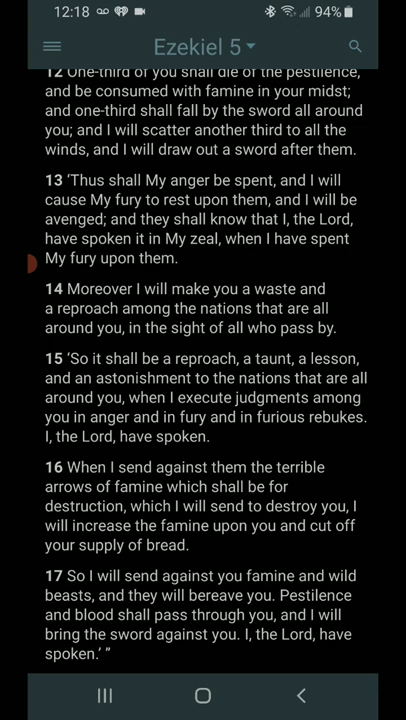 12:18 94%
Ezekiel 5
12 One-third of you shall die of the pestilence,
and be consumed with famine in your midst;
and one-third shall fall by the sword all around
you; and I will scatter another third to all the
winds, and I will draw out a sword after them.
13 ‘Thus shall My anger be spent, and I will
cause My fury to rest upon them, and I will be
avenged; and they shall know that I, the Lord,
have spoken it in My zeal, when I have spent
My fury upon them.
14 Moreover I will make you a waste and
a reproach among the nations that are all
around you, in the sight of all who pass by.
15 ‘So it shall be a reproach, a taunt, a lesson,
and an astonishment to the nations that are all
around you, when I execute judgments among
you in anger and in fury and in furious rebukes.
I, the Lord, have spoken.
16 When I send against them the terrible
arrows of famine which shall be for
destruction, which I will send to destroy you, I
will increase the famine upon you and cut off
your supply of bread.
17 So I will send against you famine and wild
beasts, and they will bereave you. Pestilence
and blood shall pass through you, and I will
bring the sword against you. I, the Lord, have
spoken.’ ”